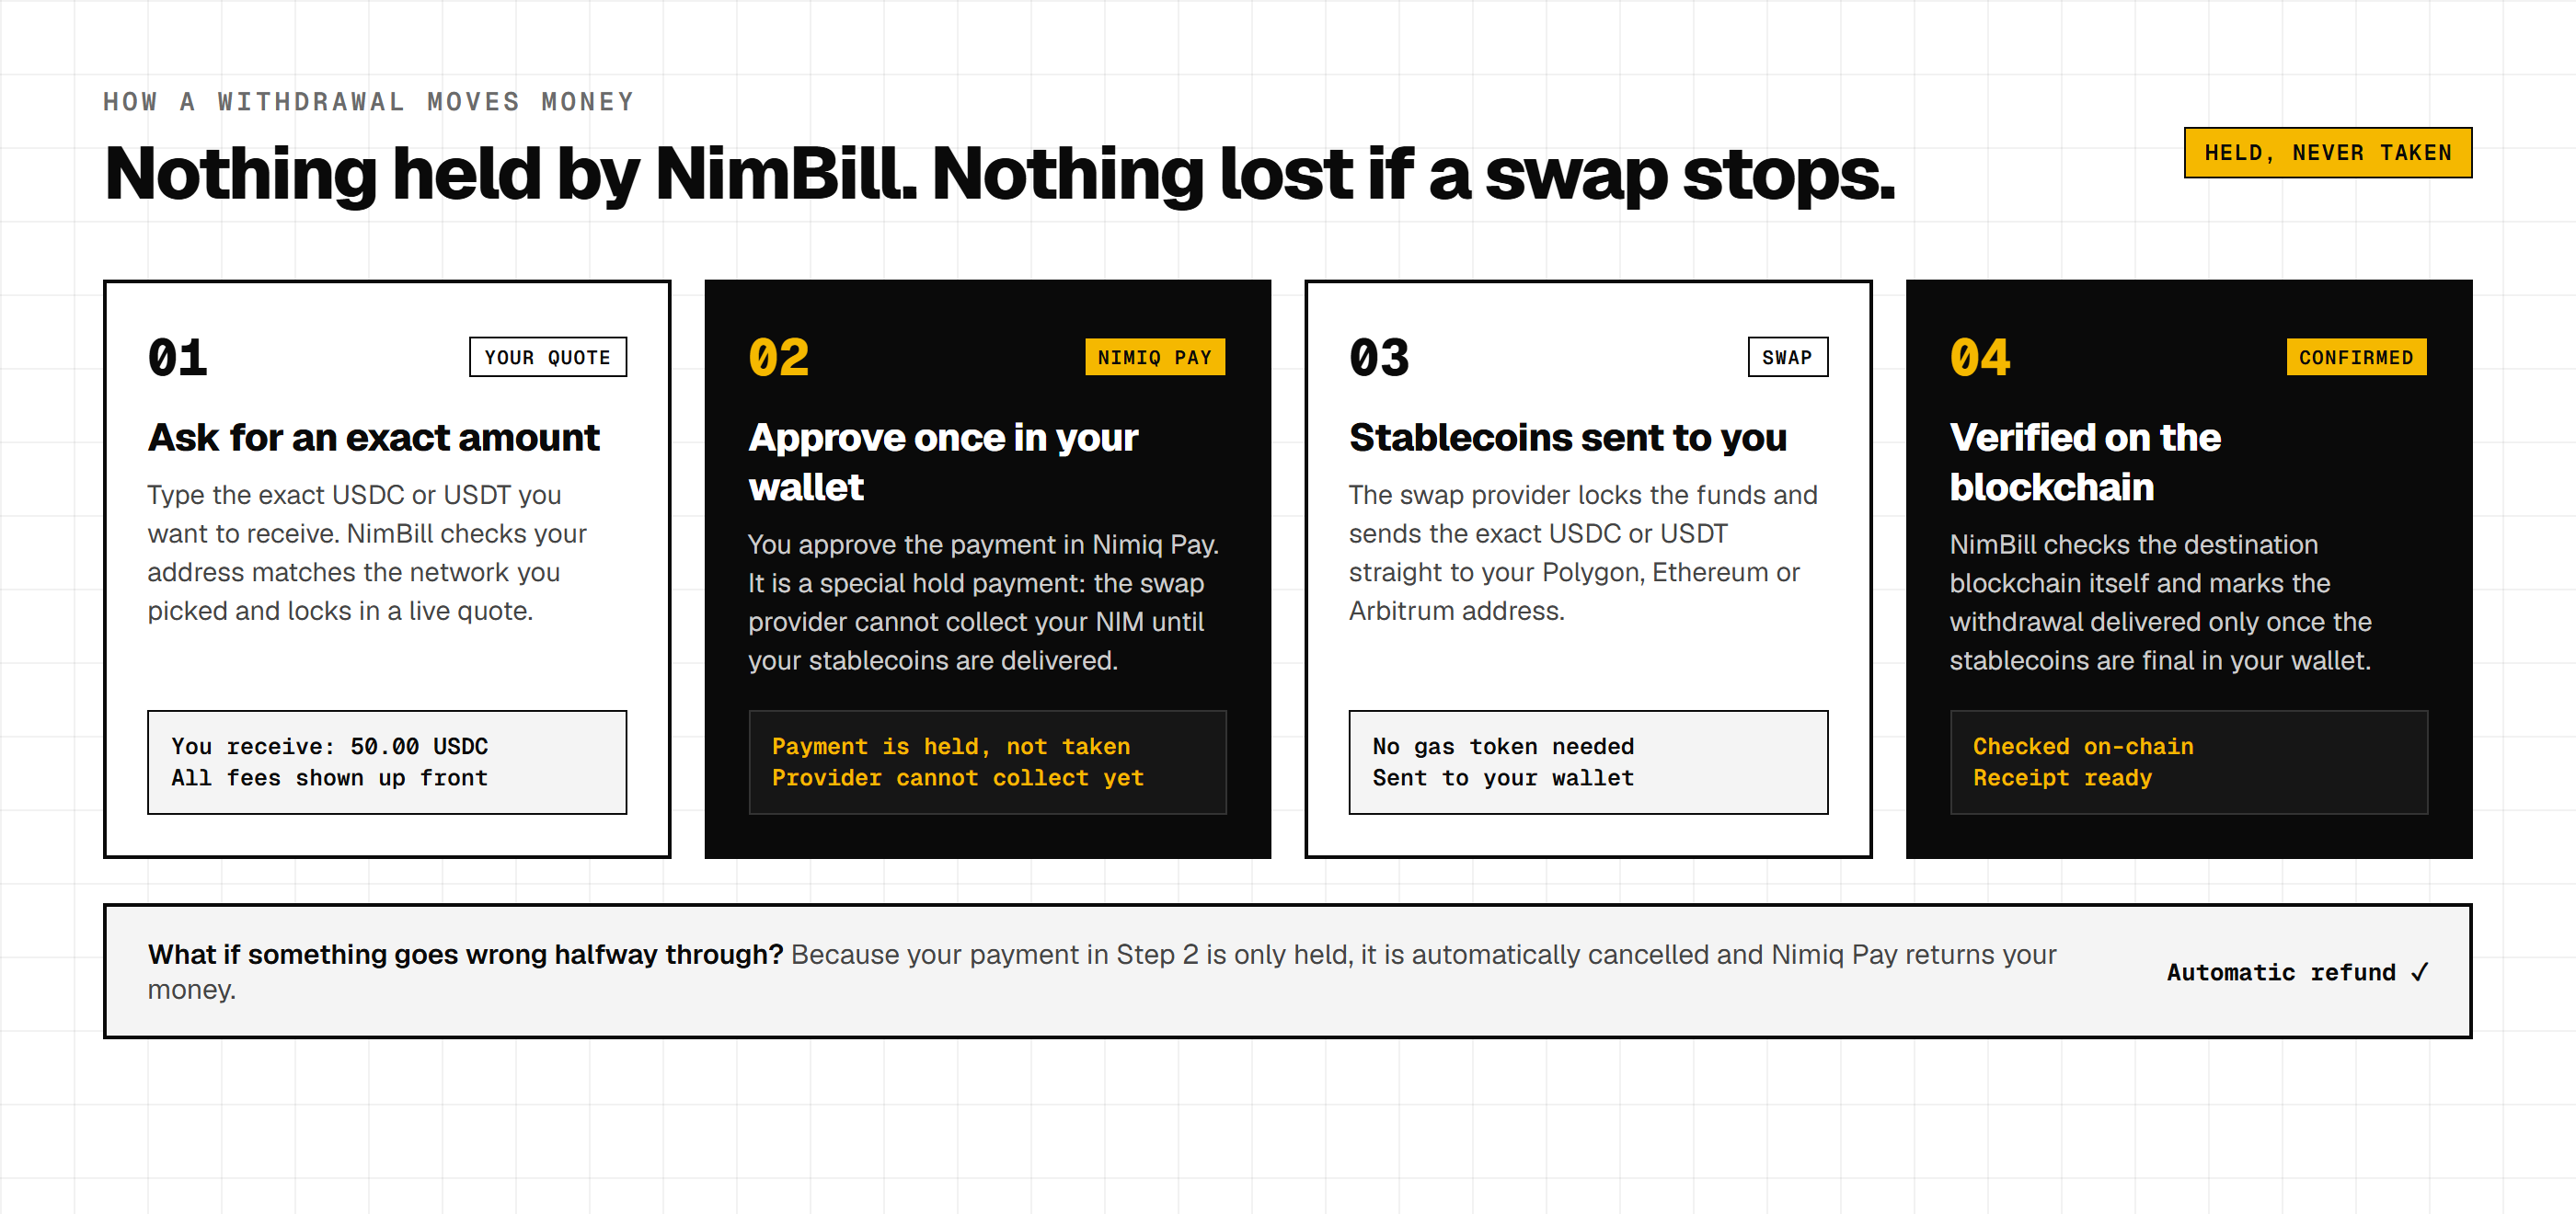 HOW A WITHDRAWAL MOVES MONEY
Nothing held by NimBill. Nothing lost if a swap stops.
HELD, NEVER TAKEN
01
YOUR QUOTE
Ask for an exact amount
Type the exact USDC or USDT you
want to receive. NimBill checks your
address matches the network you
picked and locks in a live quote.
You receive: 50.00 USDC
All fees shown up front
02
NIMIQ PAY
Approve once in your
wallet
You approve the payment in Nimiq Pay.
It is a special hold payment: the swap
provider cannot collect your NIM until
your stablecoins are delivered.
Payment is held, not taken
Provider cannot collect yet
03
SWAP
Stablecoins sent to you
The swap provider locks the funds and
sends the exact USDC or USDT
straight to your Polygon, Ethereum or
Arbitrum address.
No gas token needed
Sent to your wallet
04
CONFIRMED
Verified on the
blockchain
NimBill checks the destination
blockchain itself and marks the
withdrawal delivered only once the
stablecoins are final in your wallet.
Checked on-chain
Receipt ready
What if something goes wrong halfway through? Because your payment in Step 2 is only held, it is automatically cancelled and Nimiq Pay returns your
money.
Automatic refund ✓